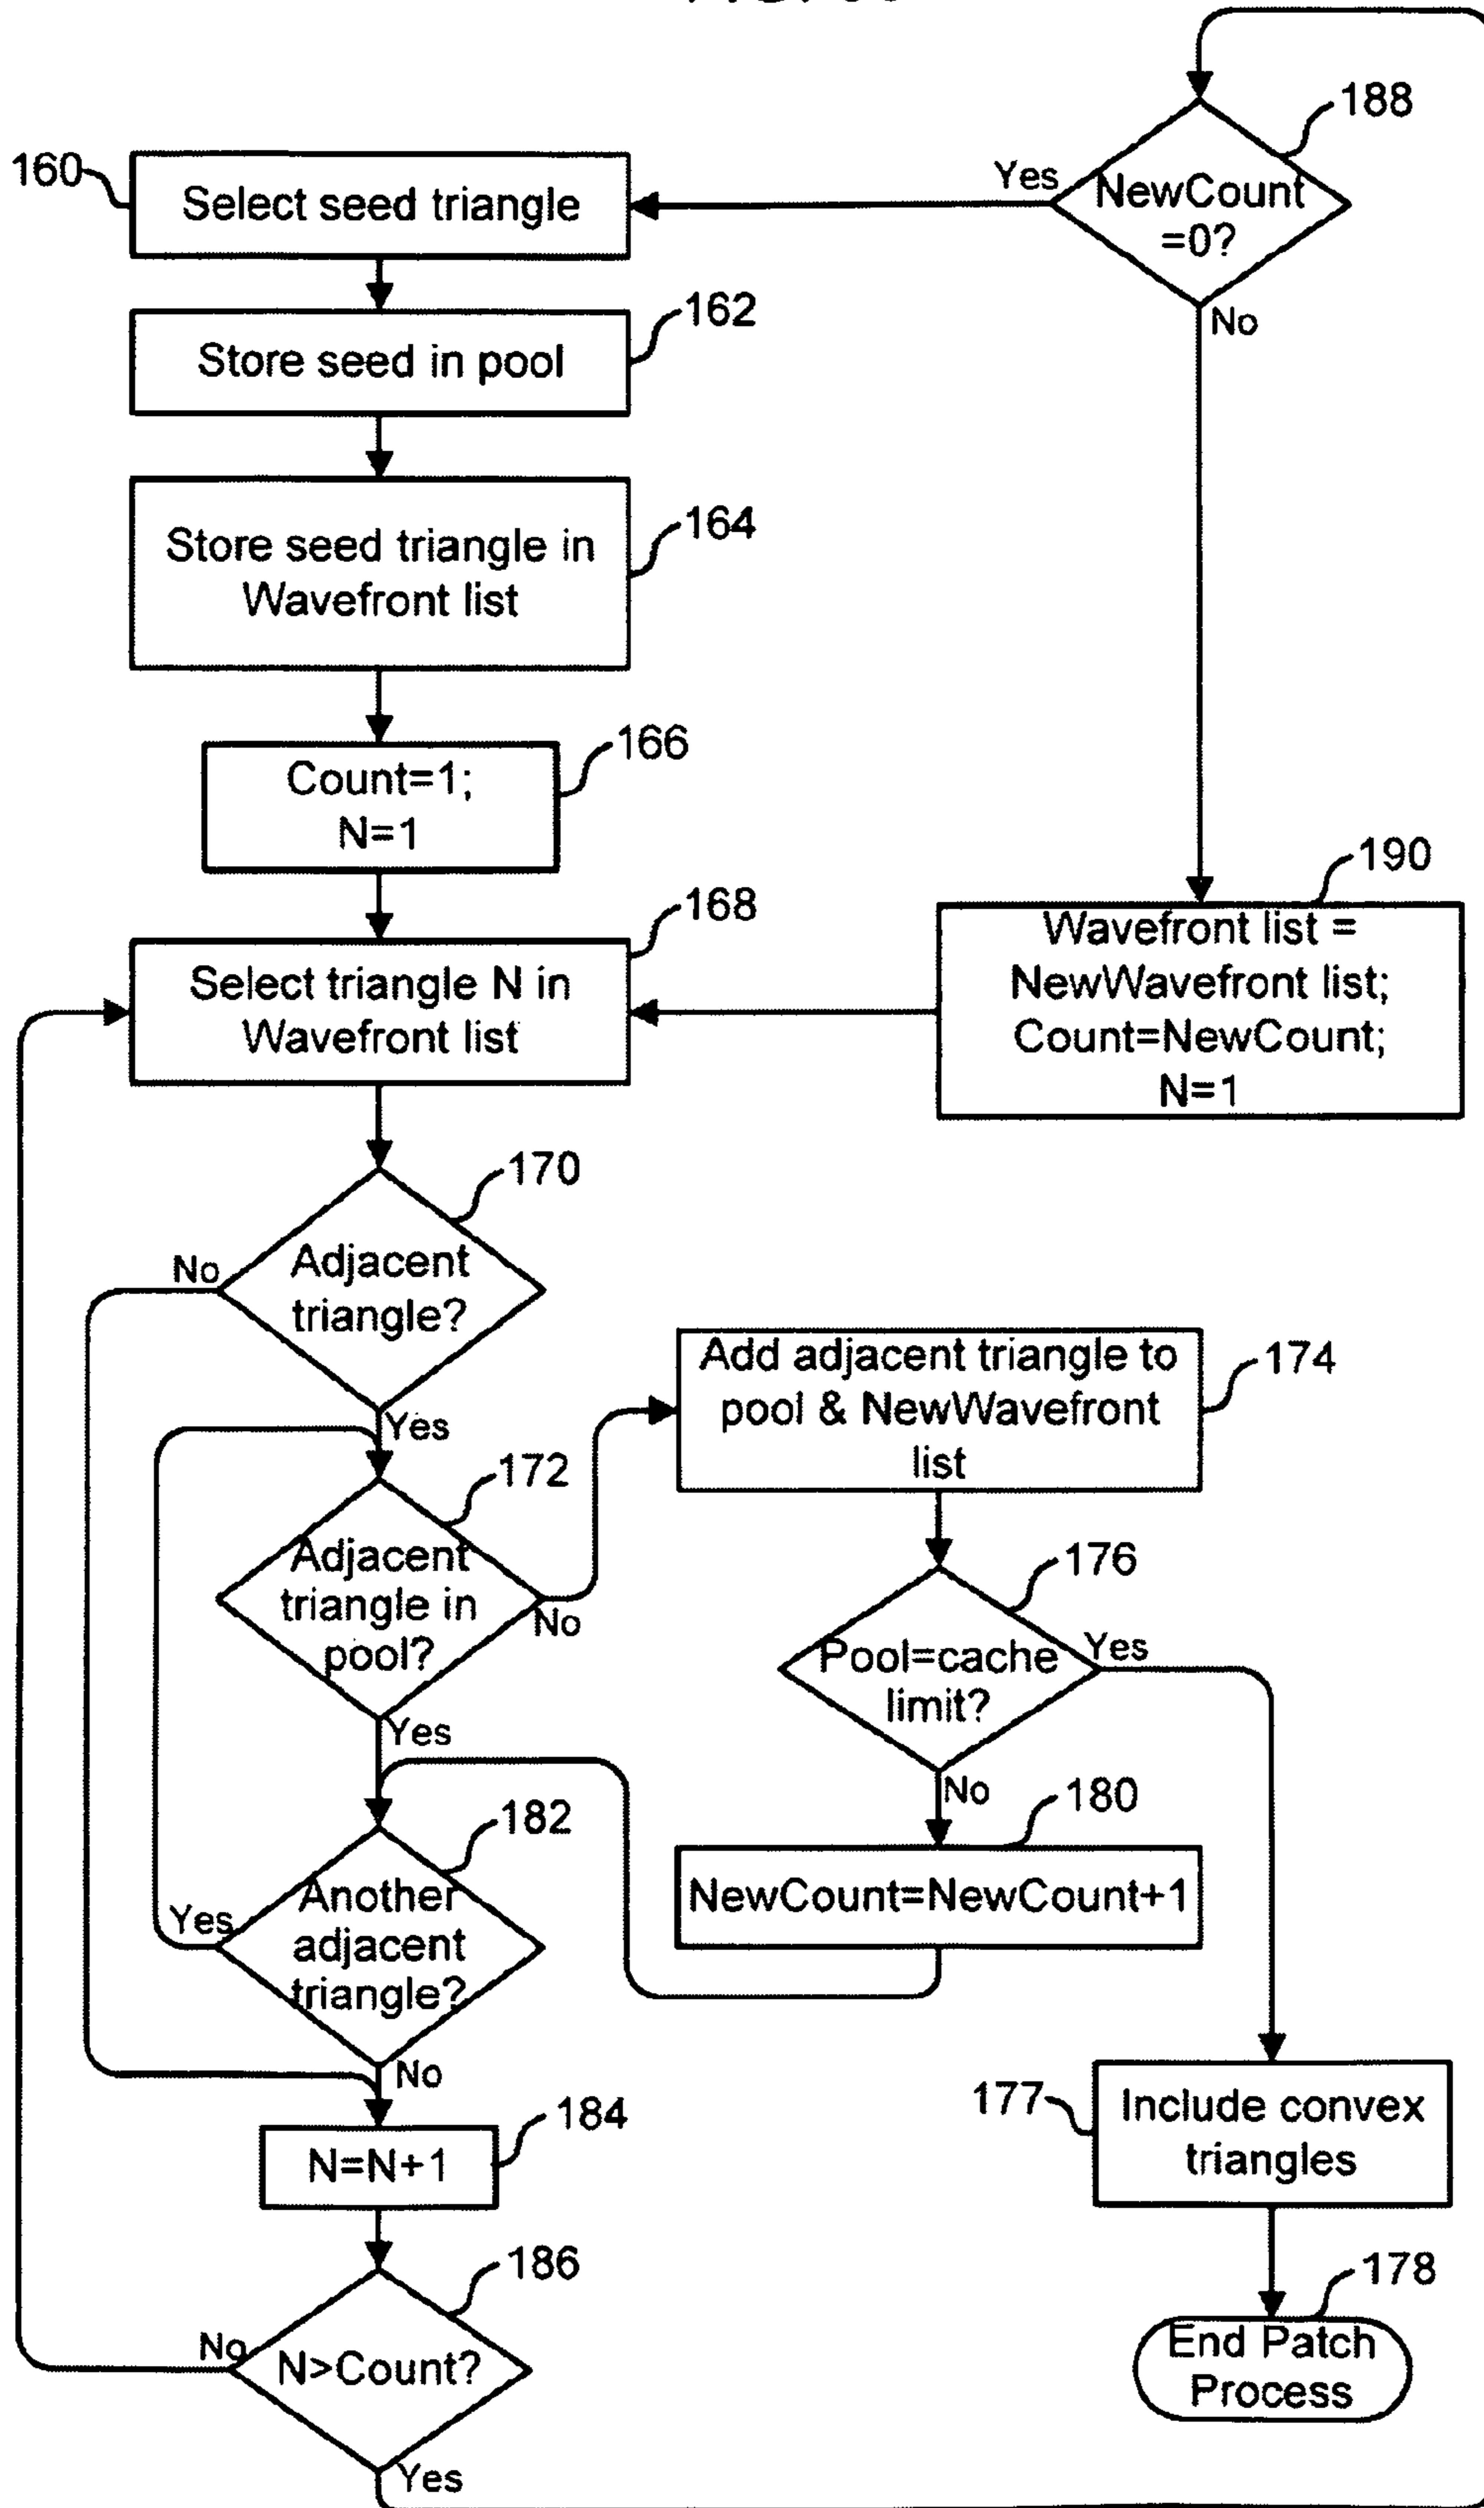 188
Yes
NewCount
=0?
No
160
Select seed triangle
162
Store seed in pool
164
Store seed triangle in
Wavefront list
166
Count=1;
N=1
168
Select triangle N in
Wavefront list
190
Wavefront list =
NewWavefront list;
Count=NewCount;
N=1
170
No
Adjacent
triangle?
Yes
174
Add adjacent triangle to
pool & NewWavefront
list
172
Adjacent
triangle in
pool?
No
Yes
176
Pool=cache
limit?
Yes
No
180
NewCount=NewCount+1
182
Yes
Another
adjacent
triangle?
No
184
N=N+1
177
Include convex
triangles
186
No
N>Count?
Yes
178
End Patch
Process